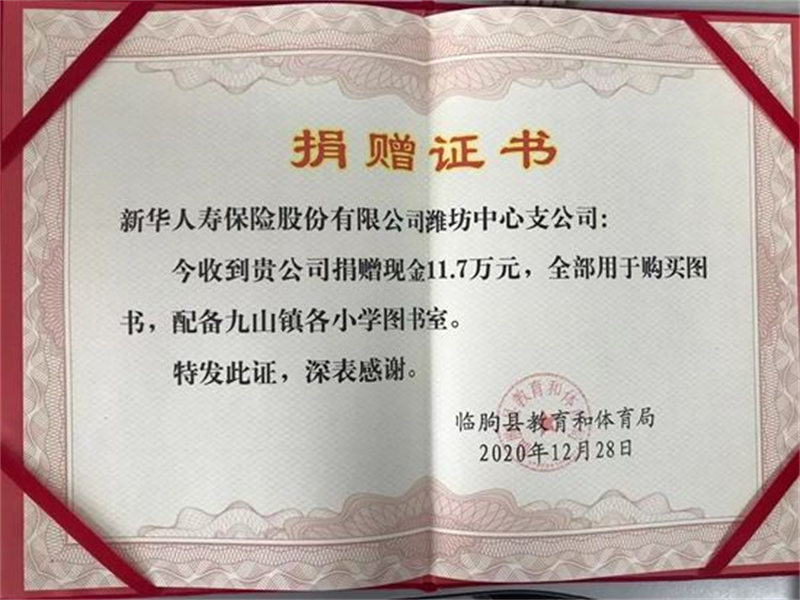 捐赠证书
新华人寿保险股份有限公司潍坊中心支公司：
今收到贵公司捐赠现金11.7万元，全部用于购买图
书，配备九山镇各小学图书室。
特发此证，深表感谢。
临朐县教育和体育局
2020年12月28日